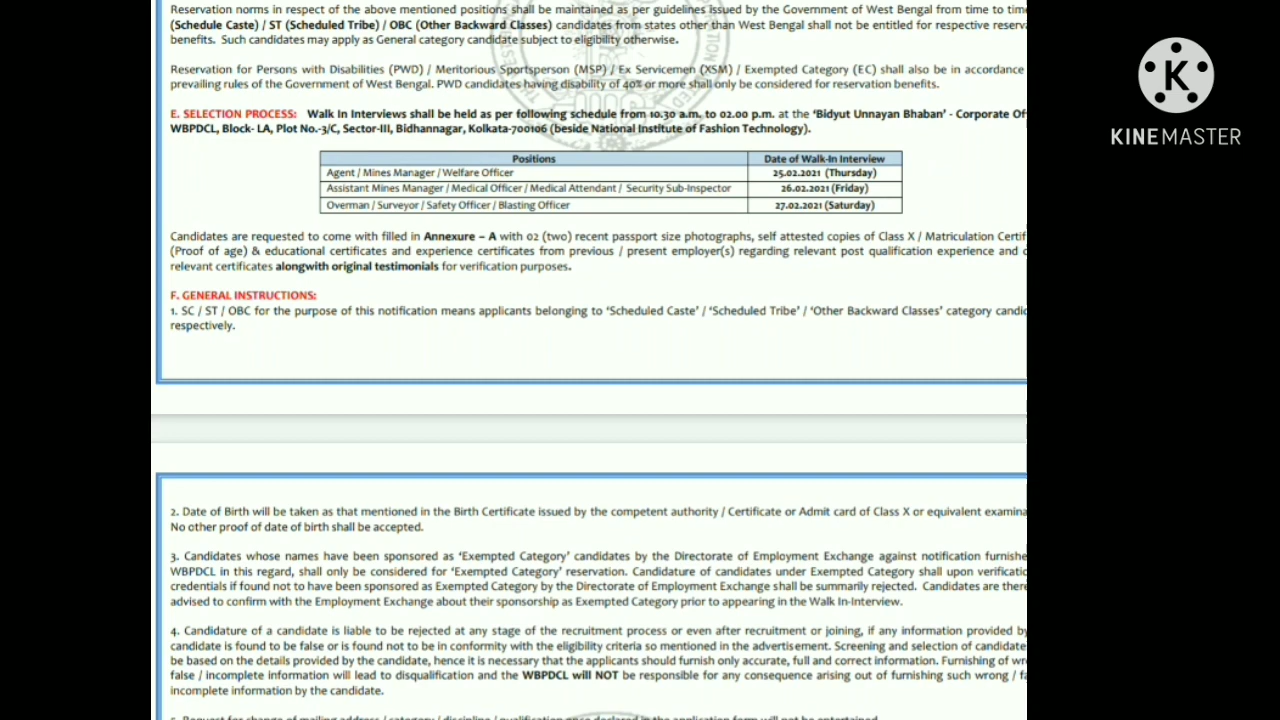 Reservation norms in respect of the above mentioned positions shall be maintained as per guidelines issued by the Government of West Bengal from time to
(Schedule Caste) / ST (Scheduled Tribe) / OBC (Other Backward Classes) candidates from states other than West Bengal shall not be entitled for respective
benefits. Such candidates may apply as General category candidate subject to eligibility otherwise.
Reservation for Persons with Disabilities (PWD) / Meritorious Sportsperson (MSP) / Ex Servicemen (XSM) / Exempted Category (EC) shall also be in accordance
prevailing rules of the Government of West Bengal. PWD candidates having disability of 40% or more shall only be considered for reservation benefits.
E. SELECTION PROCESS: Walk In Interviews shall be held as per following schedule from 10.30 a.m. to 02.00 p.m. at the 'Bidyut Unnayan Bhaban' - Corporate
WBPDCL, Block- LA, Plot No.-3/C, Sector-III, Bidhannagar, Kolkata-700106 (beside National Institute of Fashion Technology).
Positions Date of Walk-In Interview
Agent / Mines Manager / Welfare Officer 25.02.2021 (Thursday)
Assistant Mines Manager / Medical Officer / Medical Attendant / Security Sub-Inspector 26.02.2021 (Friday)
Overman / Surveyor / Safety Officer / Blasting Officer 27.02.2021 (Saturday)
Candidates are requested to come with filled in Annexure – A with 02 (two) recent passport size photographs, self attested copies of Class X / Matriculation
(Proof of age) & educational certificates and experience certificates from previous / present employer(s) regarding relevant post qualification experience and
relevant certificates alongwith original testimonials for verification purposes.
F. GENERAL INSTRUCTIONS:
1. SC / ST / OBC for the purpose of this notification means applicants belonging to 'Scheduled Caste' / 'Scheduled Tribe' / 'Other Backward Classes' category
respectively.
2. Date of Birth will be taken as that mentioned in the Birth Certificate issued by the competent authority / Certificate or Admit card of Class X or equivalent
No other proof of date of birth shall be accepted.
3. Candidates whose names have been sponsored as 'Exempted Category' candidates by the Directorate of Employment Exchange against notification
WBPDCL in this regard, shall only be considered for 'Exempted Category' reservation. Candidature of candidates under Exempted Category shall upon
credentials if found not to have been sponsored as Exempted Category by the Directorate of Employment Exchange shall be summarily rejected. Candidates are
advised to confirm with the Employment Exchange about their sponsorship as Exempted Category prior to appearing in the Walk In-Interview.
4. Candidature of a candidate is liable to be rejected at any stage of the recruitment process or even after recruitment or joining, if any information provided by
candidate is found to be false or is found not to be in conformity with the eligibility criteria so mentioned in the advertisement. Screening and selection of
be based on the details provided by the candidate, hence it is necessary that the applicants should furnish only accurate, full and correct information. Furnishing of
false / incomplete information will lead to disqualification and the WBPDCL will NOT be responsible for any consequence arising out of furnishing such wrong /
incomplete information by the candidate.
KINEMASTER